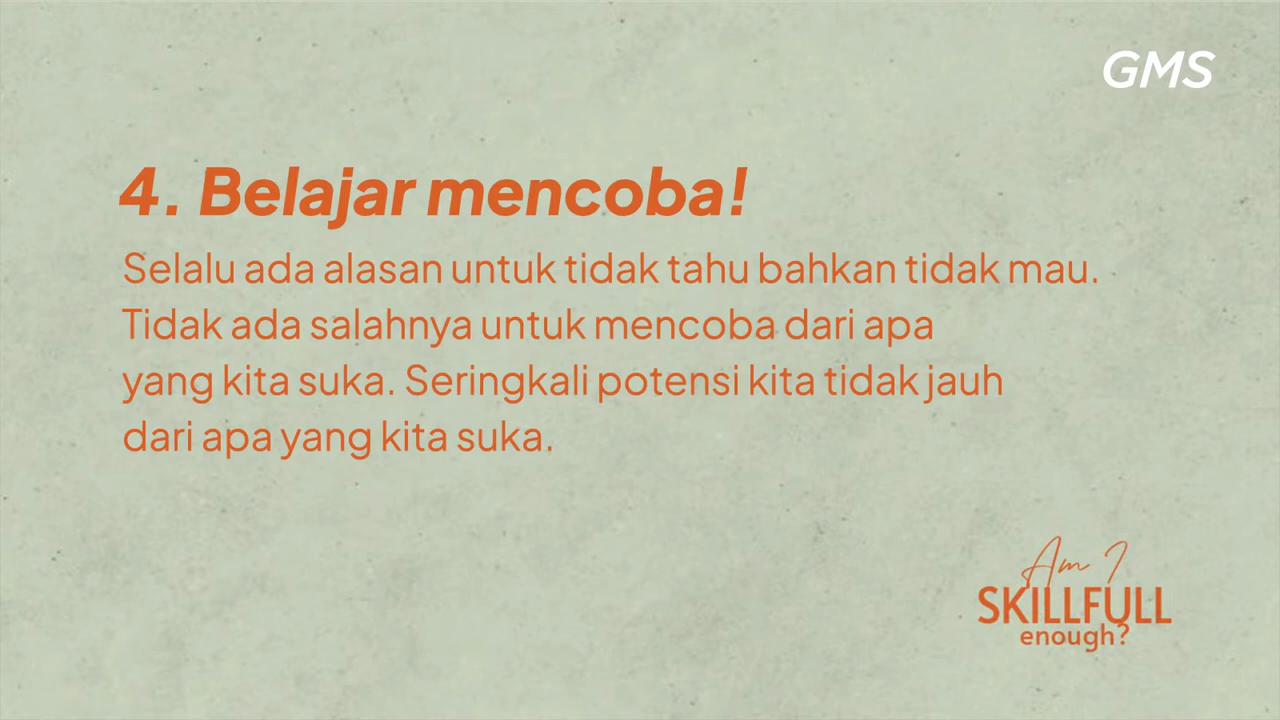 GMS
4. Belajar mencoba!
Selalu ada alasan untuk tidak tahu bahkan tidak mau.
Tidak ada salahnya untuk mencoba dari apa
yang kita suka. Seringkali potensi kita tidak jauh
dari apa yang kita suka.
Am I
SKILLFULL
enough?